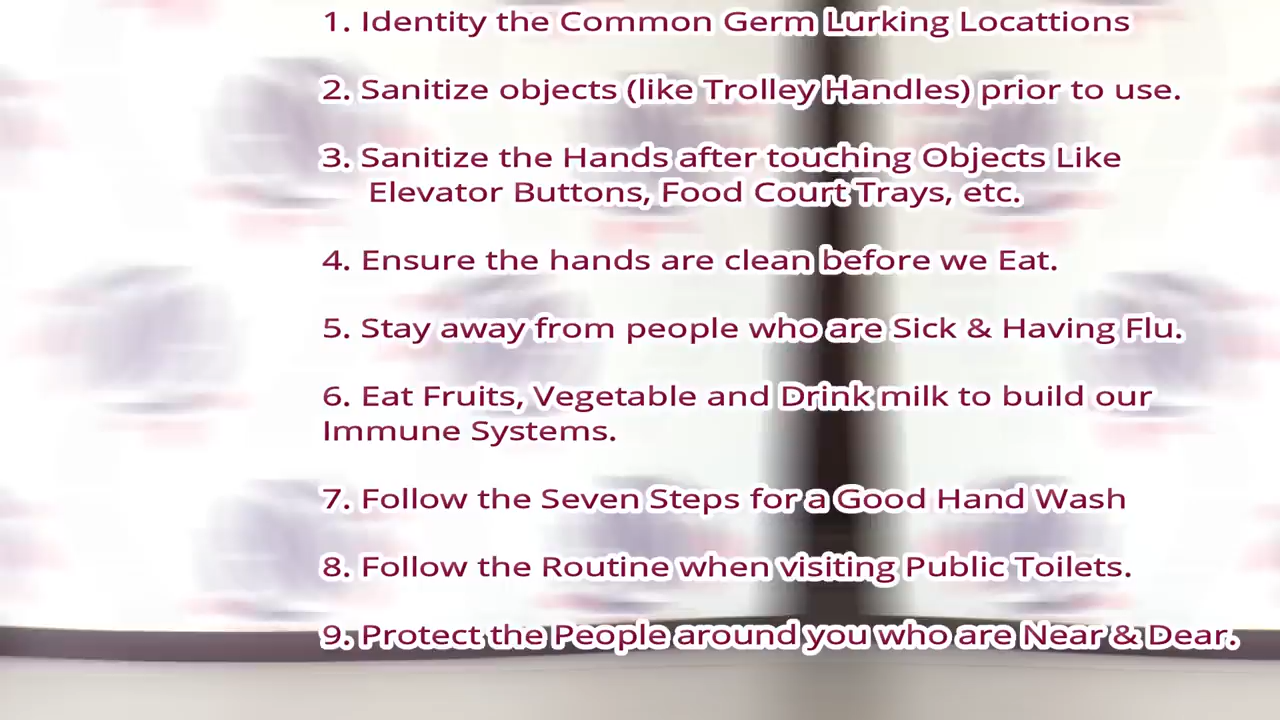 1. Identity the Common Germ Lurking Locattions
2. Sanitize objects (like Trolley Handles) prior to use.
3. Sanitize the Hands after touching Objects Like
Elevator Buttons, Food Court Trays, etc.
4. Ensure the hands are clean before we Eat.
5. Stay away from people who are Sick & Having Flu.
6. Eat Fruits, Vegetable and Drink milk to build our
Immune Systems.
7. Follow the Seven Steps for a Good Hand Wash
8. Follow the Routine when visiting Public Toilets.
9. Protect the People around you who are Near & Dear.